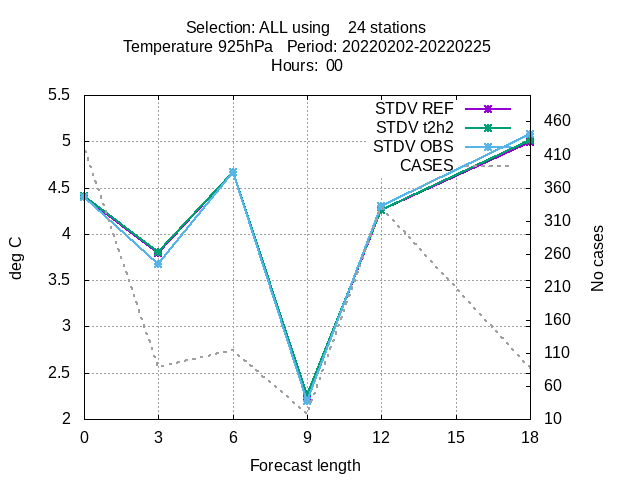 Selection: ALL using    24 stations
Temperature 925hPa   Period: 20220202-20220225
Hours:  00
STDV REF
STDV t2h2
STDV OBS
CASES
deg C
5.5
5
4.5
4
3.5
3
2.5
2
460
410
360
310
260
210
160
110
60
10
No cases
0 3 6 9 12 15 18
Forecast length